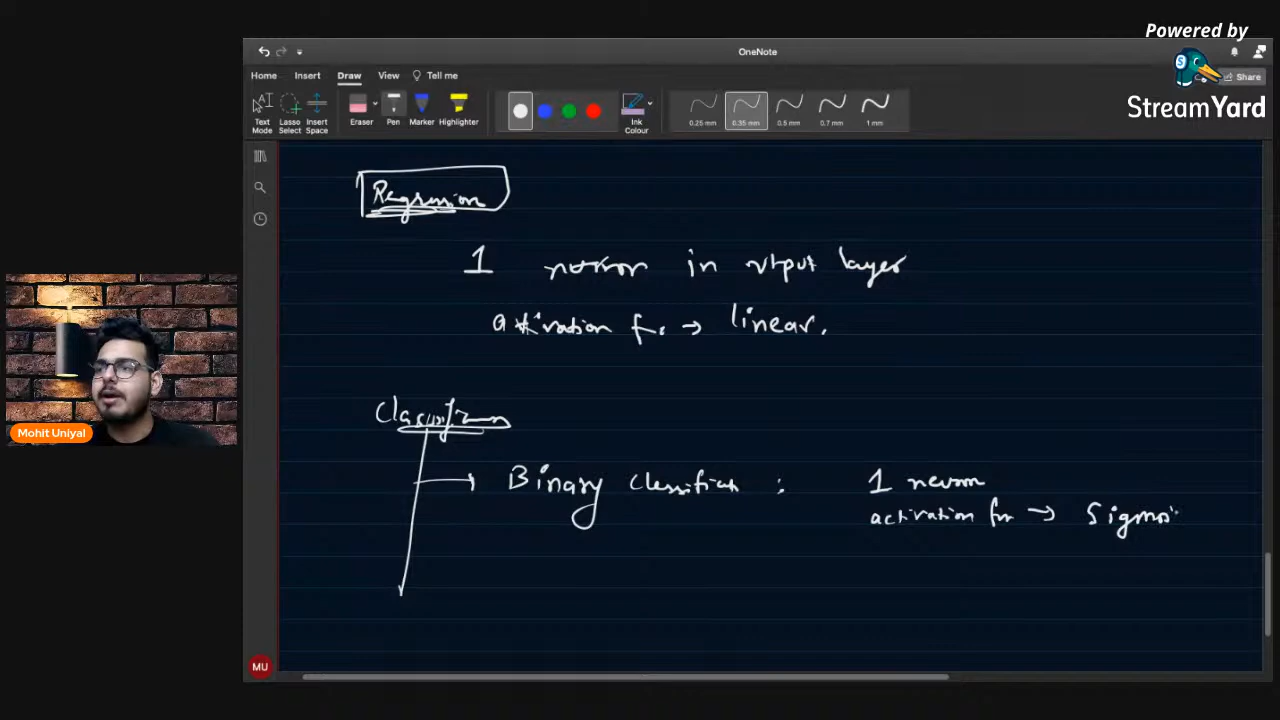 Powered by
StreamYard
OneNote
Home Insert Draw View Tell me
Share
Text Mode
Lasso Select
Insert Space
Eraser
Pen
Marker
Highlighter
Ink Colour
0.25 mm
0.35 mm
0.5 mm
0.7 mm
1 mm
Regression
1 neuron in output layer
activation fn → linear.
Classification
→ Binary classification : 1 neuron
activation fn → Sigmoi
Mohit Uniyal
MU